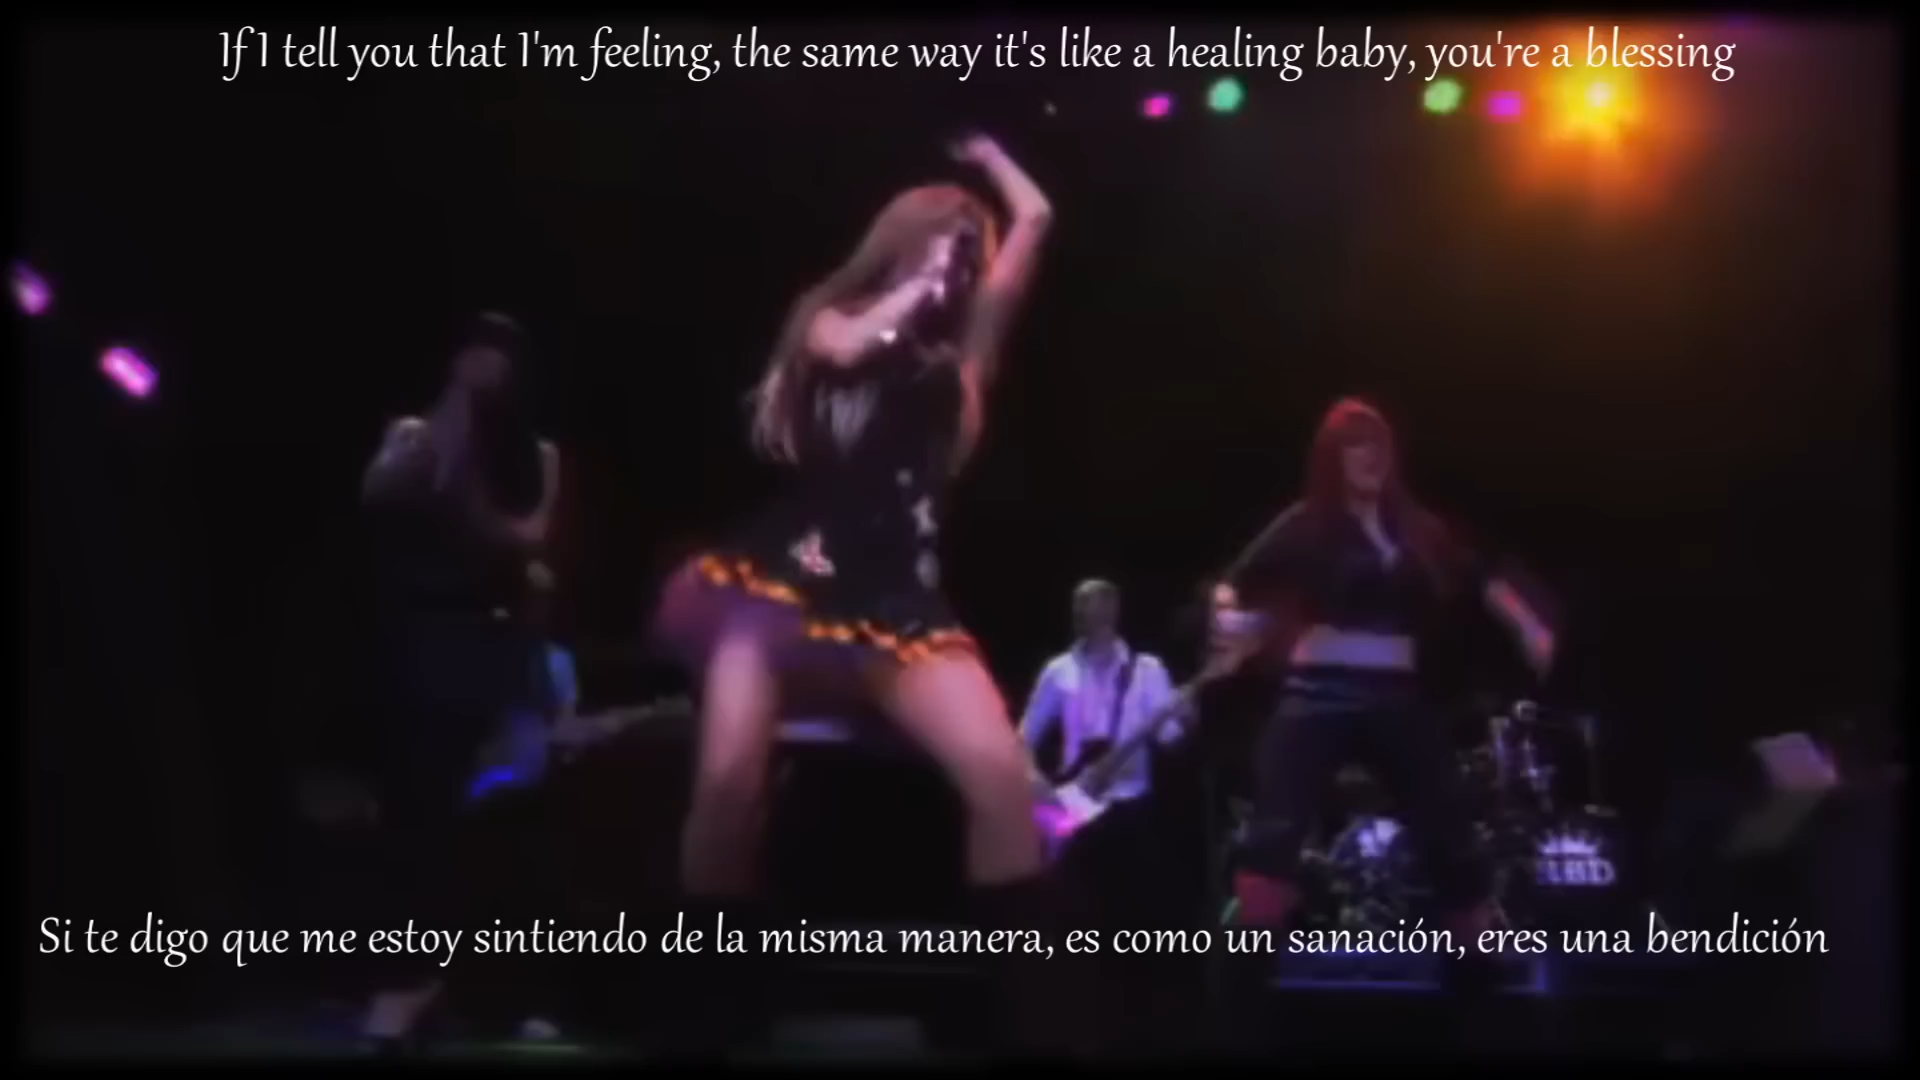 If I tell you that I'm feeling, the same way it's like a healing baby, you're a blessing
Si te digo que me estoy sintiendo de la misma manera, es como un sanación, eres una bendición